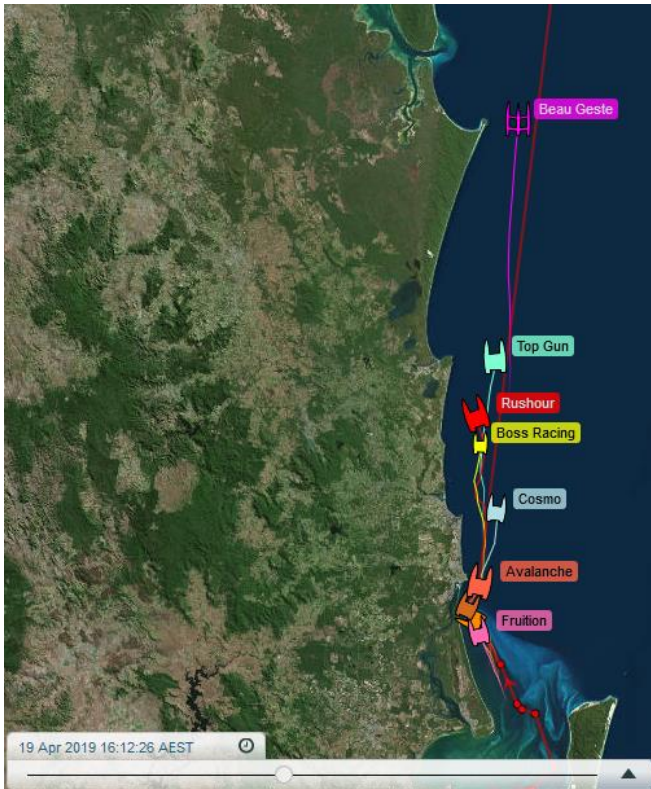 Beau Geste
Top Gun
Rushour
Boss Racing
Cosmo
Avalanche
Fruition
19 Apr 2019 16:12:26 AEST